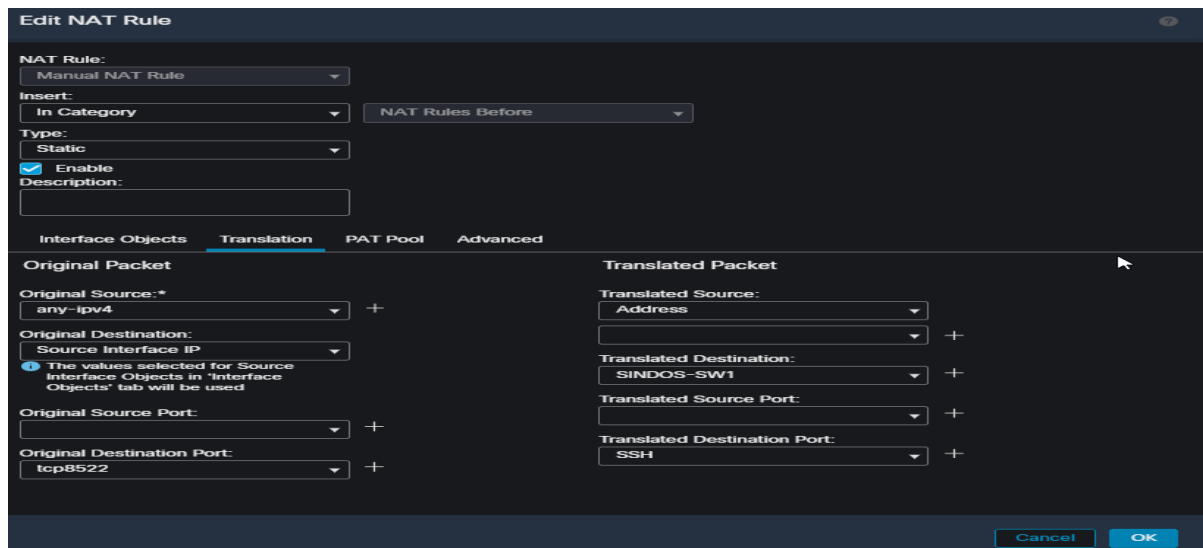 Edit NAT Rule
?
NAT Rule:
Manual NAT Rule
Insert:
In Category
NAT Rules Before
Type:
Static
Enable
Description:
Interface Objects Translation PAT Pool Advanced
Original Packet
Original Source:*
any-ipv4
Original Destination:
Source Interface IP
The values selected for Source
Interface Objects in 'Interface
Objects' tab will be used
Original Source Port:
Original Destination Port:
tcp8522
Translated Packet
Translated Source:
Address
Translated Destination:
SINDOS-SW1
Translated Source Port:
Translated Destination Port:
SSH
Cancel OK